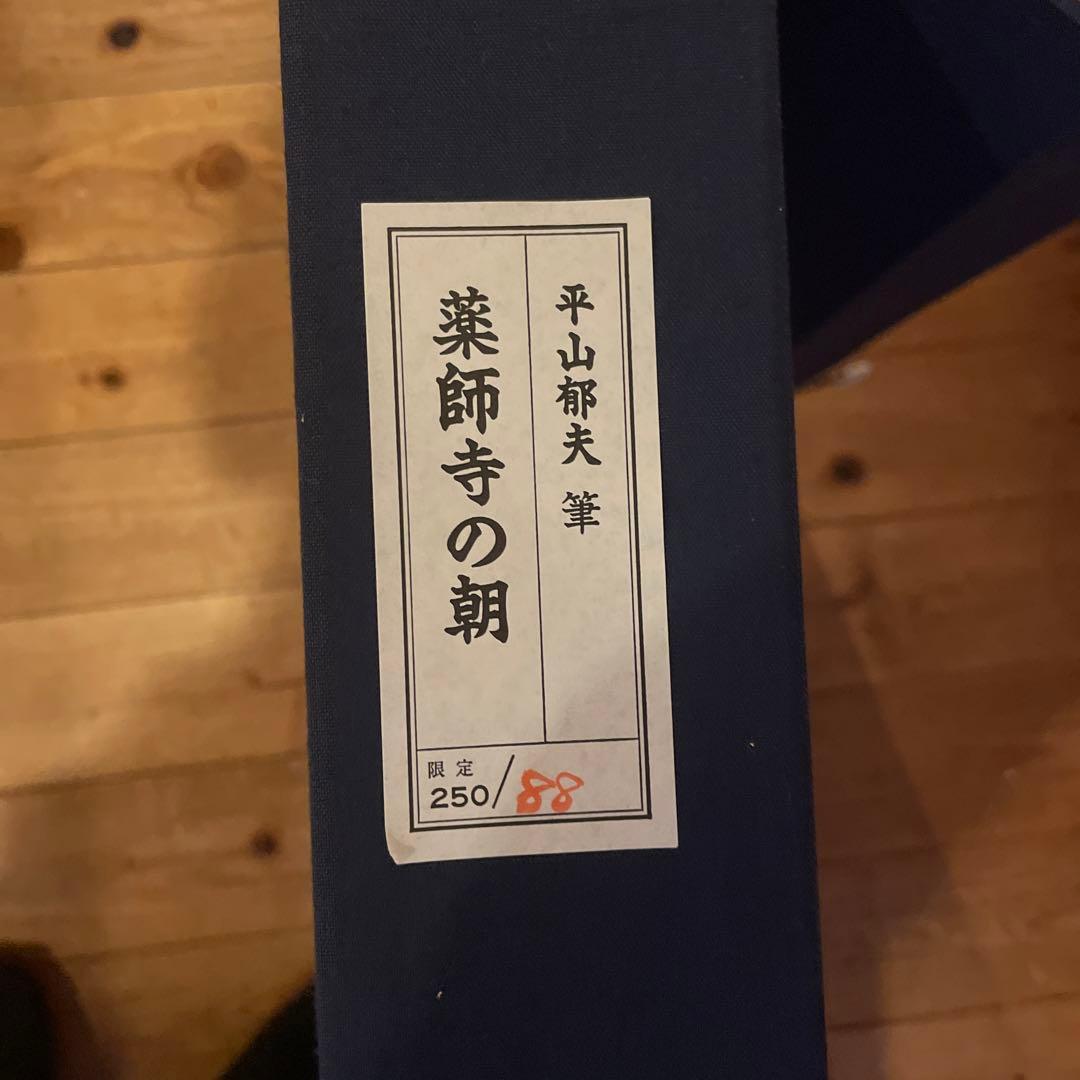 平山郁夫 筆
薬師寺の朝
限定
250/88